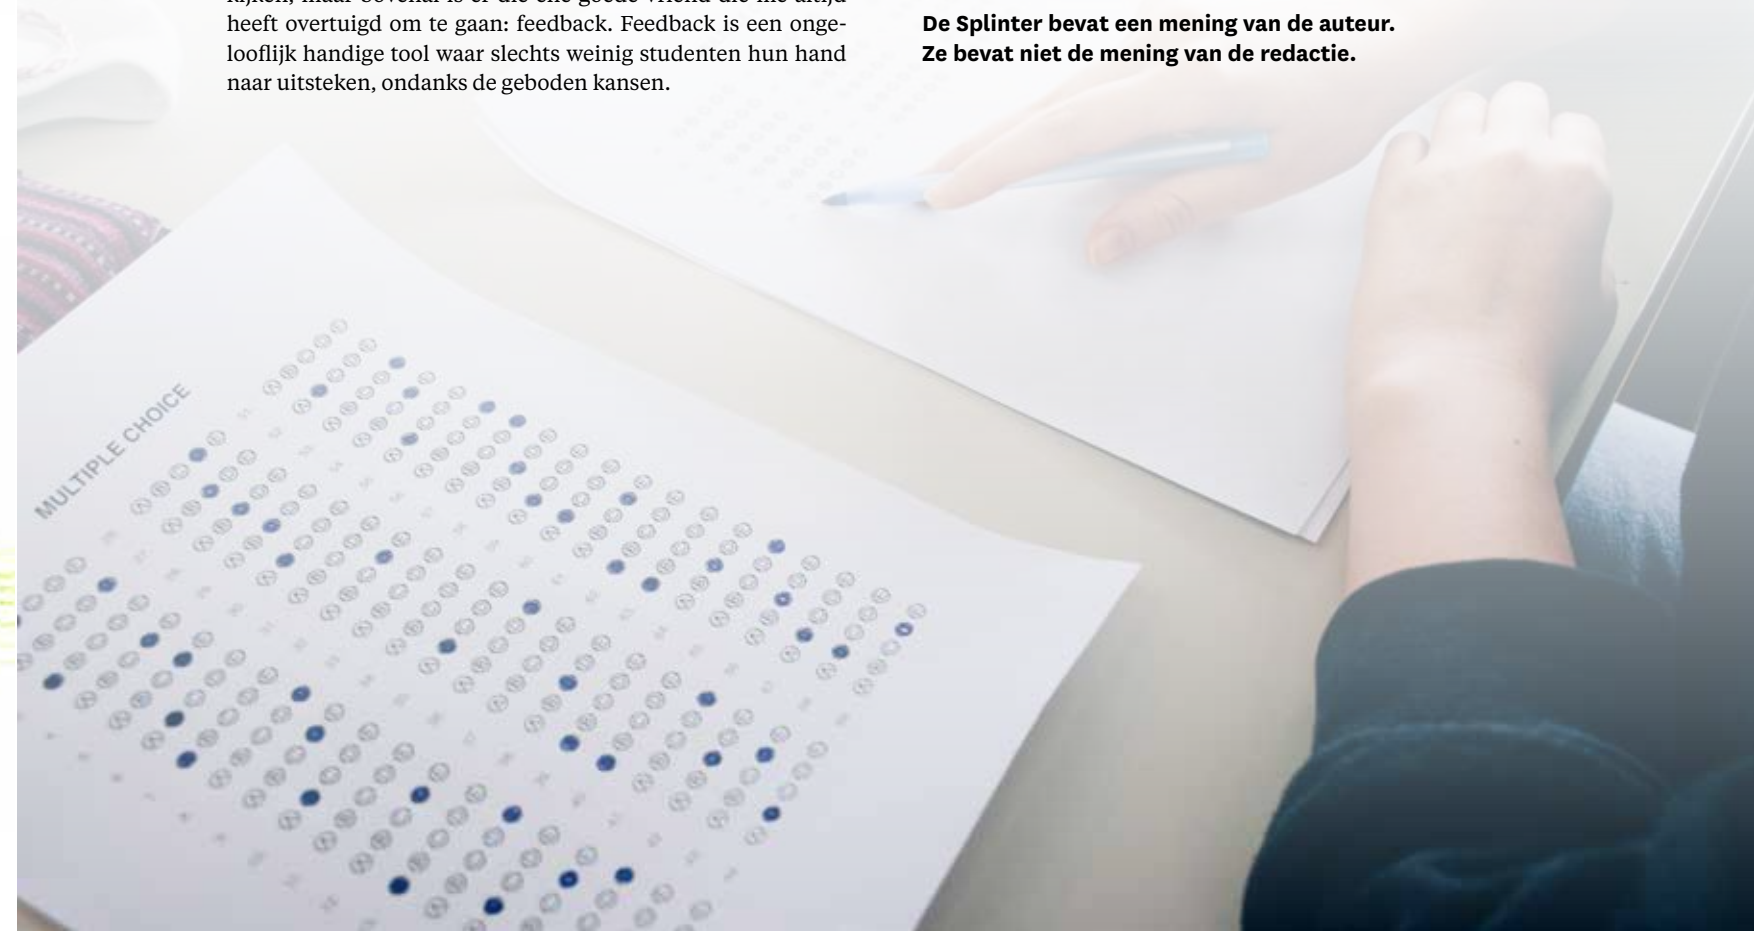 heeft overtuigd om te gaan: feedback. Feedback is een onge-
looflijk handige tool waar slechts weinig studenten hun hand
naar uitsteken, ondanks de geboden kansen.
De Splinter bevat een mening van de auteur.
Ze bevat niet de mening van de redactie.
MULTIPLE CHOICE